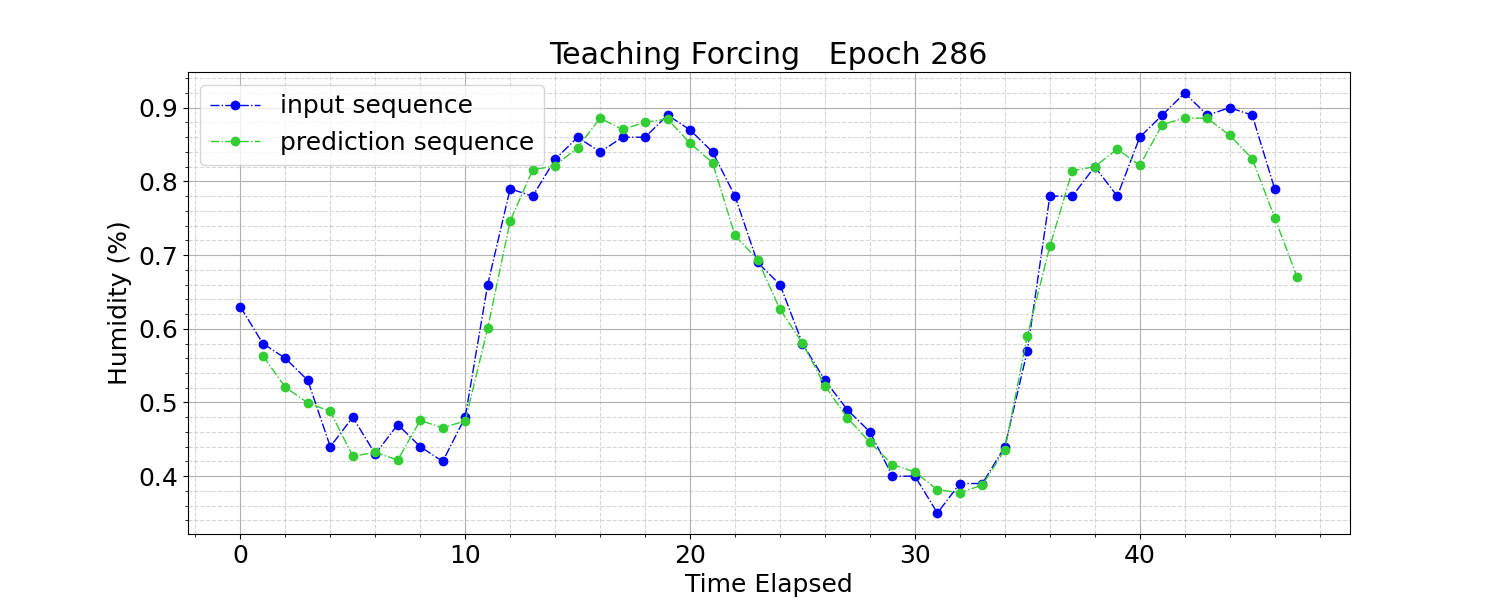 Teaching Forcing   Epoch 286
input sequence
prediction sequence
Humidity (%)
0.9
0.8
0.7
0.6
0.5
0.4
0 10 20 30 40
Time Elapsed